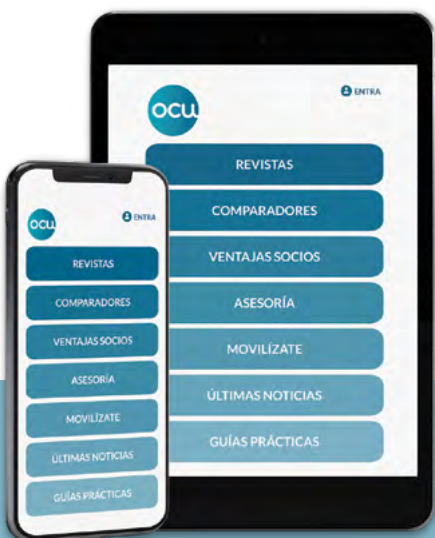 ocu
ENTRA
REVISTAS
COMPARADORES
VENTAJAS SOCIOS
ASESORÍA
MOVILÍZATE
ÚLTIMAS NOTICIAS
GUÍAS PRÁCTICAS
ocu
ENTRA
REVISTAS
COMPARADORES
VENTAJAS SOCIOS
ASESORÍA
MOVILÍZATE
ÚLTIMAS NOTICIAS
GUÍAS PRÁCTICAS